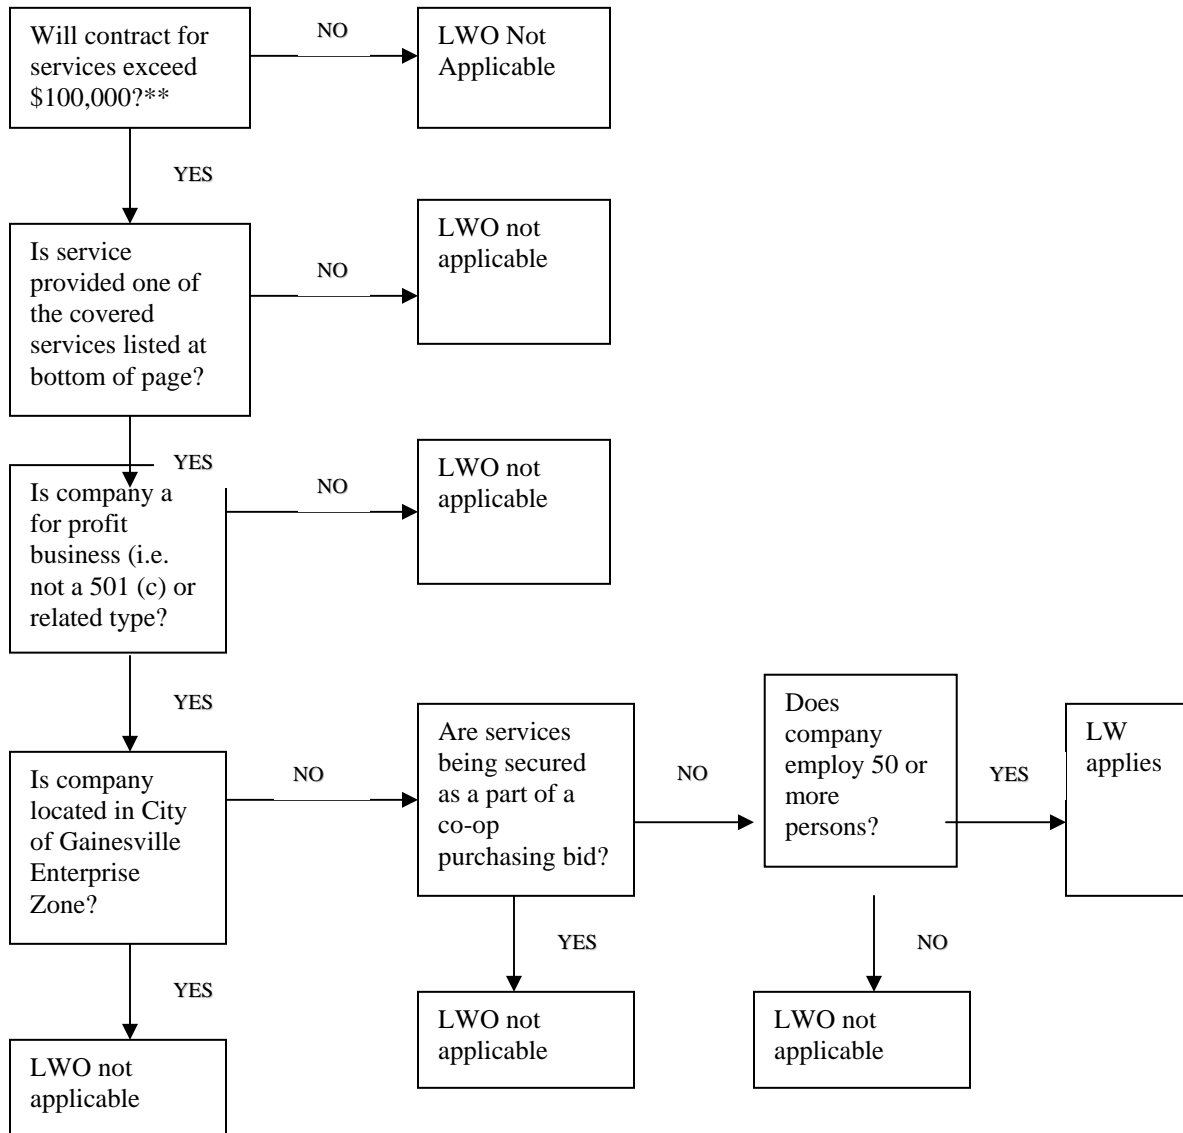 Will contract for
services exceed
$100,000?**
NO
LWO Not
Applicable
YES
Is service
provided one of
the covered
services listed at
bottom of page?
NO
LWO not
applicable
YES
Is company a
for profit
business (i.e.
not a 501 (c) or
related type?
NO
LWO not
applicable
YES
Is company
located in City
of Gainesville
Enterprise
Zone?
NO
Are services
being secured
as a part of a
co-op
purchasing bid?
NO
Does
company
employ 50 or
more
persons?
YES
LW
applies
YES
LWO not
applicable
YES
LWO not
applicable
NO
LWO not
applicable